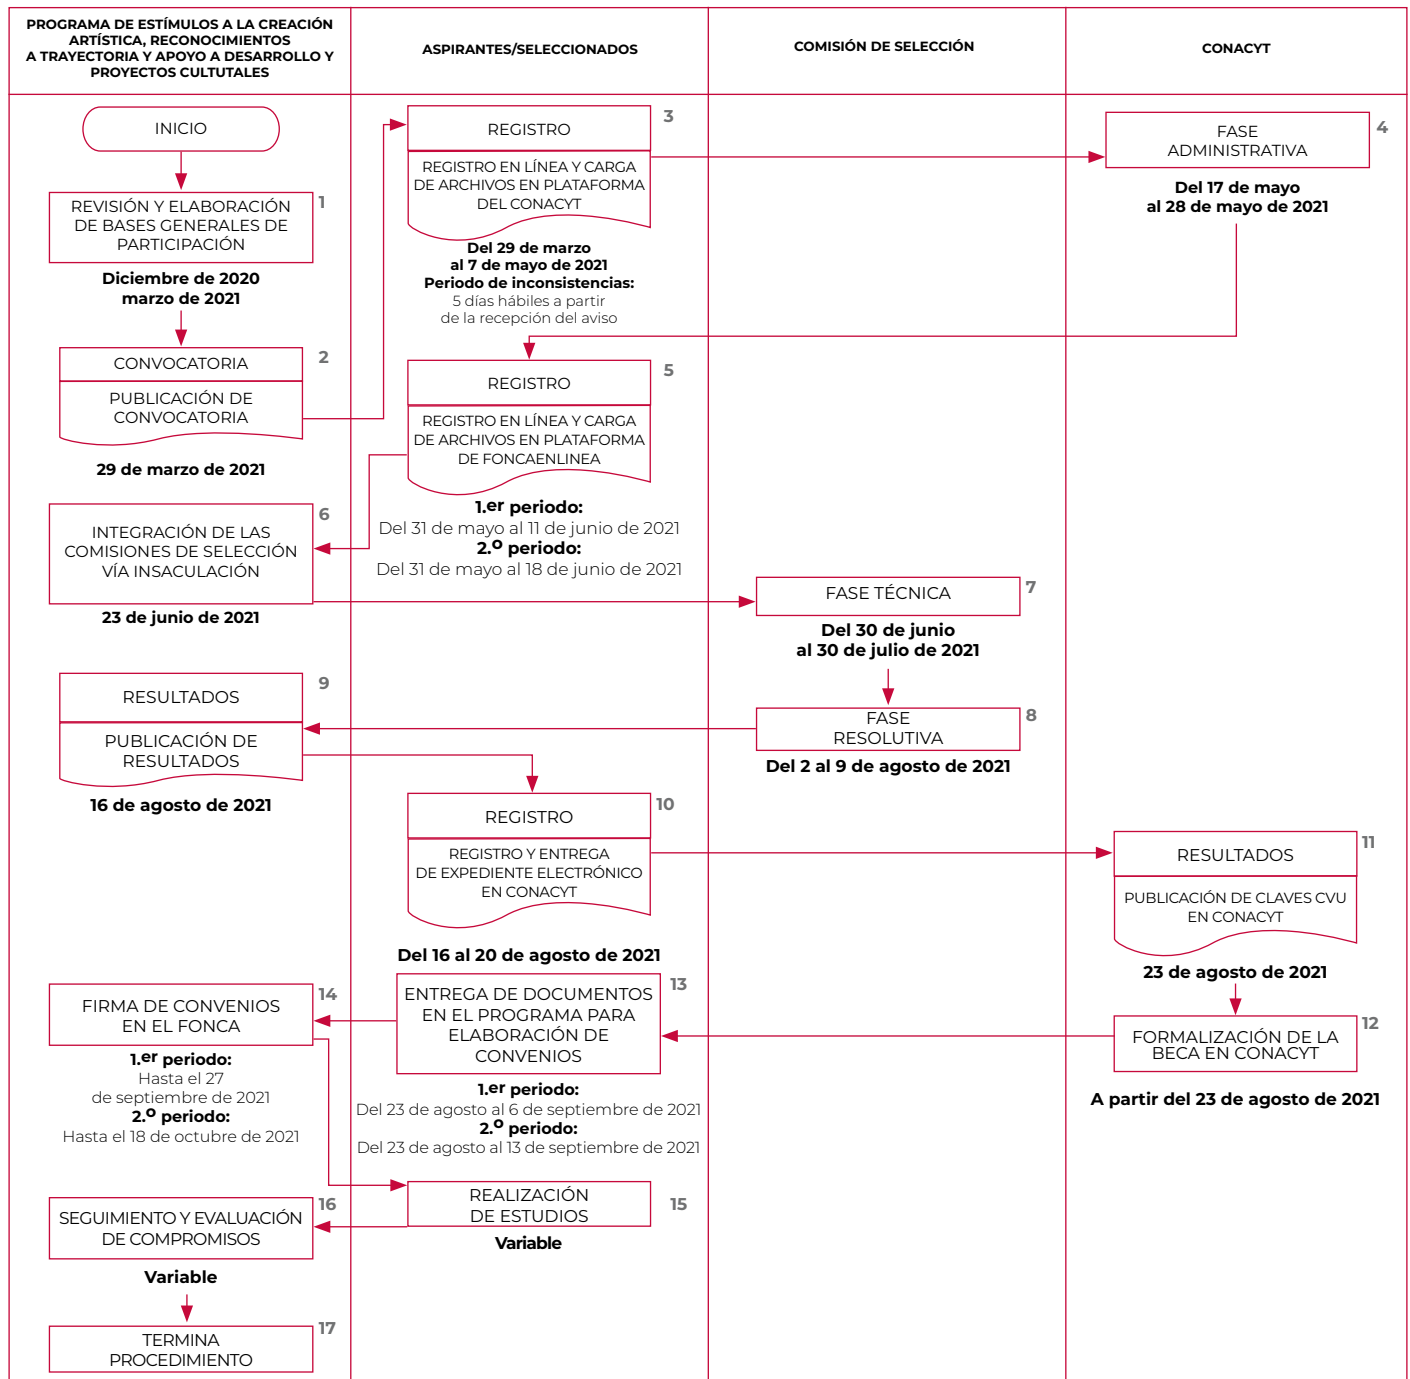 PROGRAMA DE ESTÍMULOS A LA CREACIÓN
ARTÍSTICA, RECONOCIMIENTOS
A TRAYECTORIA Y APOYO A DESARROLLO Y
PROYECTOS CULTUTALES
ASPIRANTES/SELECCIONADOS
COMISIÓN DE SELECCIÓN
CONACYT
INICIO
1
REVISIÓN Y ELABORACIÓN
DE BASES GENERALES DE
PARTICIPACIÓN
Diciembre de 2020
marzo de 2021
2
CONVOCATORIA
PUBLICACIÓN DE
CONVOCATORIA
29 de marzo de 2021
3
REGISTRO
REGISTRO EN LÍNEA Y CARGA
DE ARCHIVOS EN PLATAFORMA
DEL CONACYT
Del 29 de marzo
al 7 de mayo de 2021
Periodo de inconsistencias:
5 días hábiles a partir
de la recepción del aviso
4
FASE
ADMINISTRATIVA
Del 17 de mayo
al 28 de mayo de 2021
5
REGISTRO
REGISTRO EN LÍNEA Y CARGA
DE ARCHIVOS EN PLATAFORMA
DE FONCAENLINEA
1.er periodo:
Del 31 de mayo al 11 de junio de 2021
2.o periodo:
Del 31 de mayo al 18 de junio de 2021
6
INTEGRACIÓN DE LAS
COMISIONES DE SELECCIÓN
VÍA INSACULACIÓN
23 de junio de 2021
7
FASE TÉCNICA
Del 30 de junio
al 30 de julio de 2021
8
FASE
RESOLUTIVA
Del 2 al 9 de agosto de 2021
9
RESULTADOS
PUBLICACIÓN DE
RESULTADOS
16 de agosto de 2021
10
REGISTRO
REGISTRO Y ENTREGA
DE EXPEDIENTE ELECTRÓNICO
EN CONACYT
Del 16 al 20 de agosto de 2021
11
RESULTADOS
PUBLICACIÓN DE CLAVES CVU
EN CONACYT
23 de agosto de 2021
12
FORMALIZACIÓN DE LA
BECA EN CONACYT
A partir del 23 de agosto de 2021
13
ENTREGA DE DOCUMENTOS
EN EL PROGRAMA PARA
ELABORACIÓN DE
CONVENIOS
1.er periodo:
Del 23 de agosto al 6 de septiembre de 2021
2.o periodo:
Del 23 de agosto al 13 de septiembre de 2021
14
FIRMA DE CONVENIOS
EN EL FONCA
1.er periodo:
Hasta el 27
de septiembre de 2021
2.o periodo:
Hasta el 18 de octubre de 2021
15
REALIZACIÓN
DE ESTUDIOS
Variable
16
SEGUIMIENTO Y EVALUACIÓN
DE COMPROMISOS
Variable
17
TERMINA
PROCEDIMIENTO